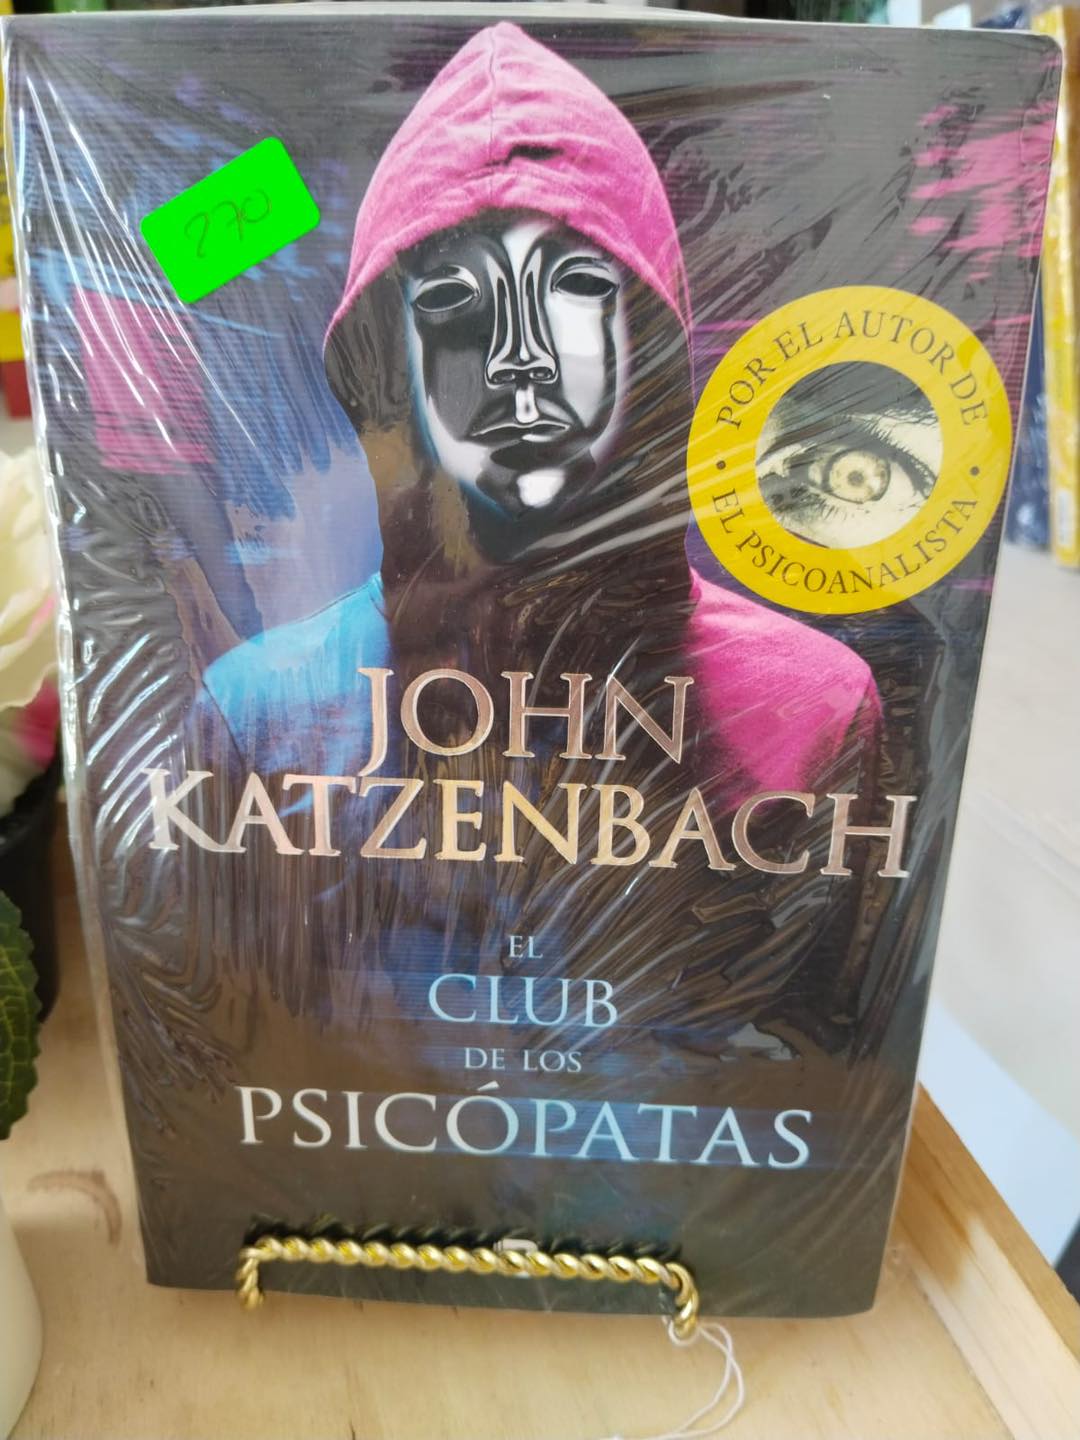 270
POR EL AUTOR DE
EL PSICOANALISTA
JOHN
KATZENBACH
EL
CLUB
DE LOS
PSICÓPATAS